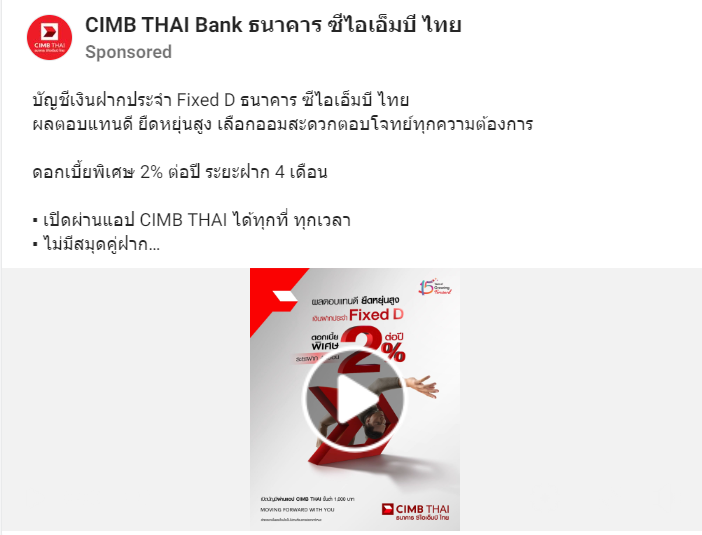 CIMB THAI Bank ธนาคาร ซีไอเอ็มบี ไทย
Sponsored
บัญชีเงินฝากประจำ Fixed D ธนาคาร ซีไอเอ็มบี ไทย
ผลตอบแทนดี ยืดหยุ่นสูง เลือกออมสะดวกตอบโจทย์ทุกความต้องการ
ดอกเบี้ยพิเศษ 2% ต่อปี ระยะฝาก 4 เดือน
▪ เปิดผ่านแอป CIMB THAI ได้ทุกที่ ทุกเวลา
▪ ไม่มีสมุดคู่ฝาก...
CIMB THAI
15
Forward
ผลตอบแทนดี ยืดหยุ่นสูง
เงินฝากประจำ Fixed D
ดอกเบี้ย
พิเศษ
2%
ต่อปี
ระยะฝาก
เปิดบัญชีผ่านแอป CIMB THAI ขั้นต่ำ 1,000 บาท
MOVING FORWARD WITH YOU
CIMB THAI
ธนาคาร ซีไอเอ็มบี ไทย